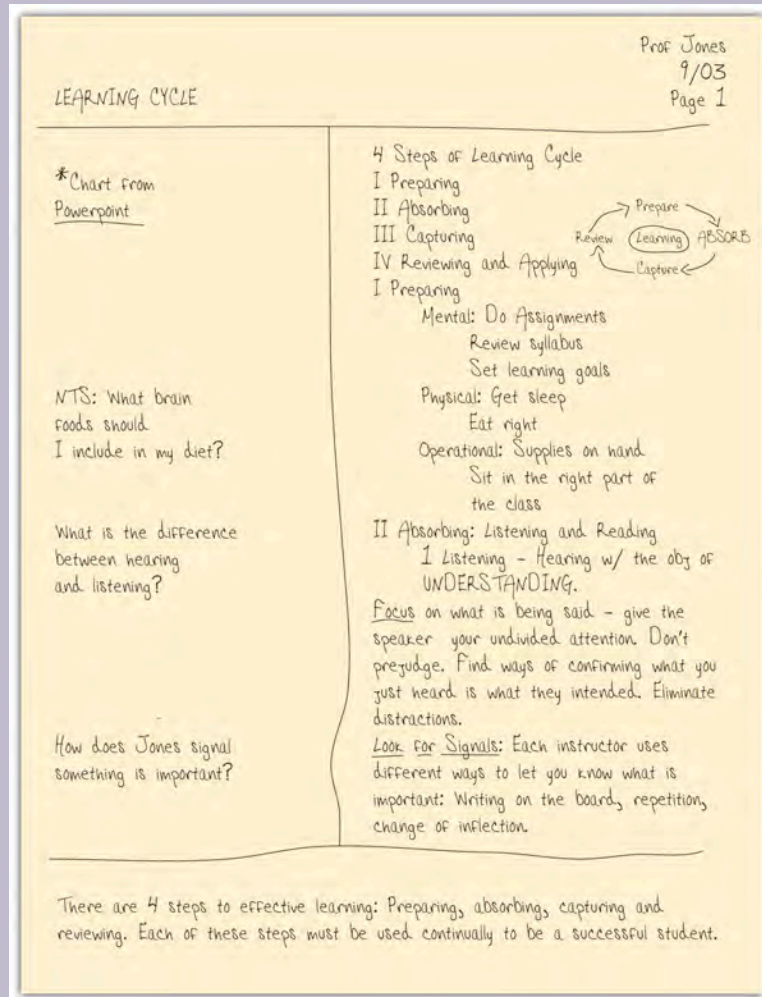 Prof Jones
9/03
LEARNING CYCLE
Page 1
*Chart from
Powerpoint
NTS: What brain
foods should
I include in my diet?
What is the difference
between hearing
and listening?
How does Jones signal
something is important?
4 Steps of Learning Cycle
I Preparing
II Absorbing
III Capturing
IV Reviewing and Applying
Prepare
Review
Learning
ABSORB
Capture
I Preparing
Mental: Do Assignments
Review syllabus
Set learning goals
Physical: Get sleep
Eat right
Operational: Supplies on hand
Sit in the right part of
the class
II Absorbing: Listening and Reading
1 Listening - Hearing w/ the obj of
UNDERSTANDING.
Focus on what is being said - give the
speaker your undivided attention. Don't
prejudge. Find ways of confirming what you
just heard is what they intended. Eliminate
distractions.
Look for Signals: Each instructor uses
different ways to let you know what is
important: Writing on the board, repetition,
change of inflection.
There are 4 steps to effective learning: Preparing, absorbing, capturing and
reviewing. Each of these steps must be used continually to be a successful student.